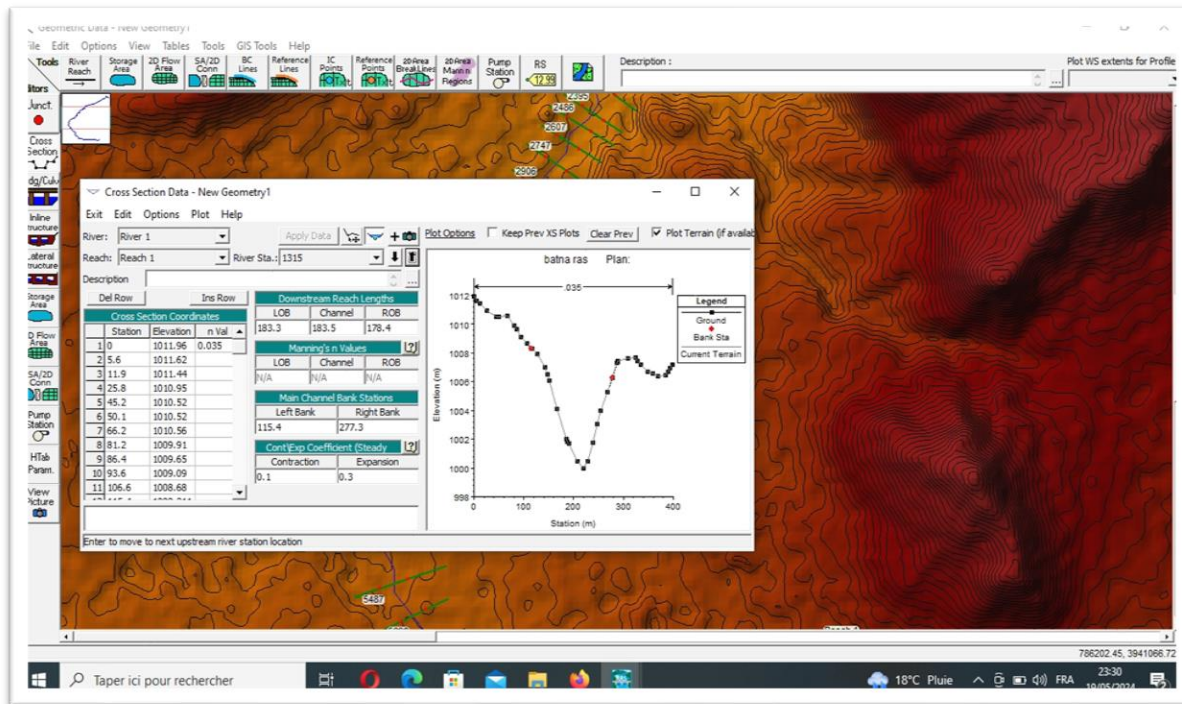 Geometric Data - New Geometry1
File Edit Options View Tables Tools GIS Tools Help
Tools River Reach Storage Area 2D Flow Area SA/2D Conn BC Lines Reference Lines IC Points Reference Points 2D Area BreakLines 2D Area Mann n Regions Pump Station RS
Description :
Plot WS extents for Profile
12.99
Editors
Junct.
Cross Section
Inline Structure
Lateral Structure
Storage Area
2D Flow Area
SA/2D Conn
Pump Station
HTab Param.
View Picture
2486
2607
2747
2906
Cross Section Data - New Geometry1
Exit Edit Options Plot Help
River: River 1
Apply Data
Plot Options Keep Prev XS Plots Clear Prev Plot Terrain (if availab
Reach: Reach 1 River Sta.: 1315
Description
Del Row Ins Row
Cross Section Coordinates
Station Elevation n Val
1 0 1011.96 0.035
2 5.6 1011.62
3 11.9 1011.44
4 25.8 1010.95
5 45.2 1010.52
6 50.1 1010.52
7 66.2 1010.56
8 81.2 1009.91
9 86.4 1009.65
10 93.6 1009.09
11 106.6 1008.68
Downstream Reach Lengths
LOB Channel ROB
183.3 183.5 178.4
Manning's n Values
LOB Channel ROB
N/A N/A N/A
Main Channel Bank Stations
Left Bank Right Bank
115.4 277.3
Cont\Exp Coefficient (Steady
Contraction Expansion
0.1 0.3
batna ras Plan:
.035
Legend
Ground
Bank Sta
Current Terrain
Elevation (m)
1012
1010
1008
1006
1004
1002
1000
998
0 100 200 300 400
Station (m)
Enter to move to next upstream river station location
5487
786202.45, 3941066.72
Taper ici pour rechercher
18°C Pluie
FRA
23:30
19/05/2024